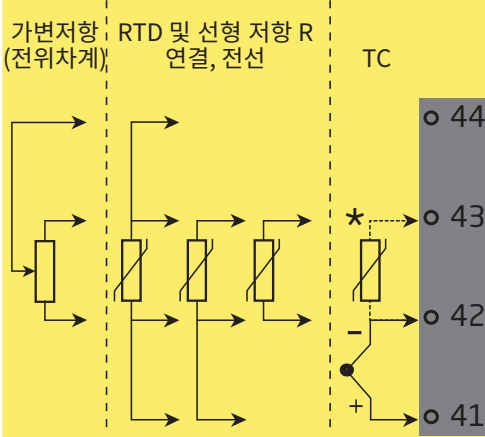 가변저항
(전위차계)
RTD 및 선형 저항 R
연결, 전선
TC
44
* 43
42
–
+ 41